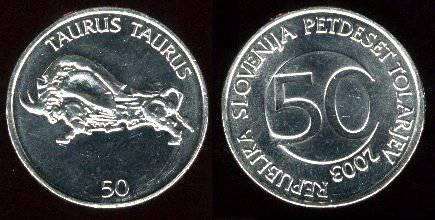 TAURUS TAURUS
50
REPUBLIKA SLOVENIJA PETDESET TOLARJEV 2003
50